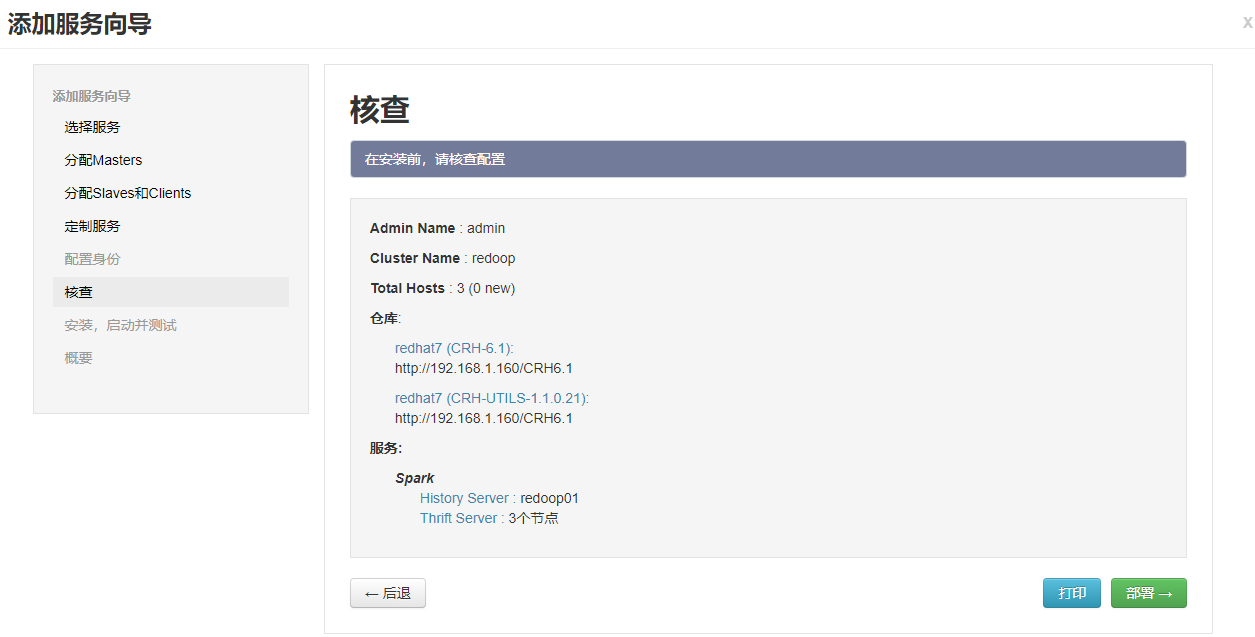 添加服务向导
x
添加服务向导
选择服务
分配Masters
分配Slaves和Clients
定制服务
配置身份
核查
安装，启动并测试
概要
核查
在安装前，请核查配置
Admin Name : admin
Cluster Name : redoop
Total Hosts : 3 (0 new)
仓库:
redhat7 (CRH-6.1):
http://192.168.1.160/CRH6.1
redhat7 (CRH-UTILS-1.1.0.21):
http://192.168.1.160/CRH6.1
服务:
Spark
History Server : redoop01
Thrift Server : 3个节点
← 后退
打印
部署 →